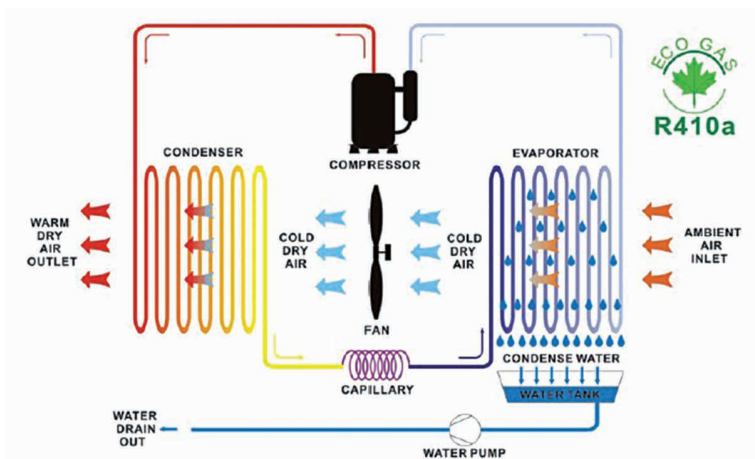 ECO GAS
R410a
COMPRESSOR
CONDENSER
EVAPORATOR
WARM
DRY
AIR
OUTLET
COLD
DRY
AIR
FAN
COLD
DRY
AIR
AMBIENT
AIR
INLET
CAPILLARY
CONDENSE WATER
WATER TANK
WATER
DRAIN
OUT
WATER PUMP